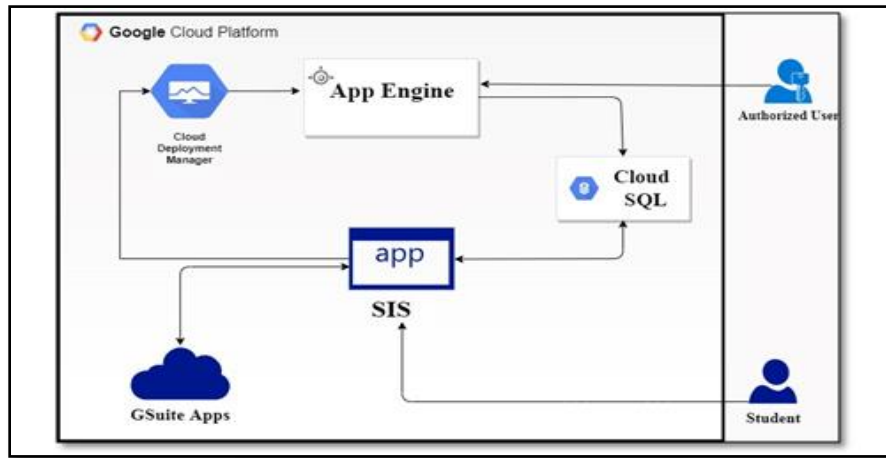 Google Cloud Platform
App Engine
Authorized User
Cloud
Deployment
Manager
Cloud
SQL
app
SIS
GSuite Apps
Student